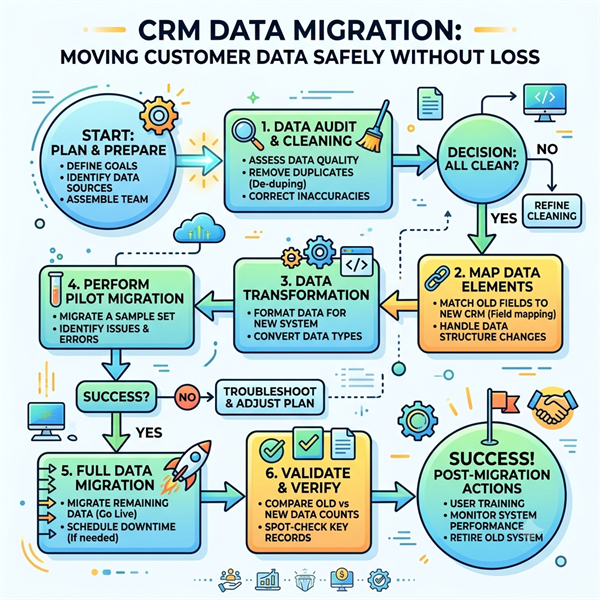 CRM DATA MIGRATION:
MOVING CUSTOMER DATA SAFELY WITHOUT LOSS
START:
PLAN & PREPARE
• DEFINE GOALS
• IDENTIFY DATA
SOURCES
• ASSEMBLE TEAM
1. DATA AUDIT
& CLEANING
• ASSESS DATA QUALITY
• REMOVE DUPLICATES
(De-duping)
• CORRECT INACCURACIES
DECISION:
ALL CLEAN?
NO
REFINE
CLEANING
YES
</>
2. MAP DATA
ELEMENTS
• MATCH OLD FIELDS TO
NEW CRM (Field mapping)
• HANDLE DATA
STRUCTURE CHANGES
</>
3. DATA
TRANSFORMATION
• FORMAT DATA FOR
NEW SYSTEM
• CONVERT DATA TYPES
4. PERFORM
PILOT MIGRATION
• MIGRATE A SAMPLE SET
• IDENTIFY ISSUES &
ERRORS
SUCCESS?
NO
TROUBLESHOOT
& ADJUST PLAN
YES
5. FULL DATA
MIGRATION
• MIGRATE REMAINING
DATA (Go Live)
• SCHEDULE DOWNTIME
(If needed)
6. VALIDATE
& VERIFY
• COMPARE OLD vs
NEW DATA COUNTS
• SPOT-CHECK KEY
RECORDS
SUCCESS!
POST-MIGRATION
ACTIONS
• USER TRAINING
• MONITOR SYSTEM
PERFORMANCE
• RETIRE OLD SYSTEM
$